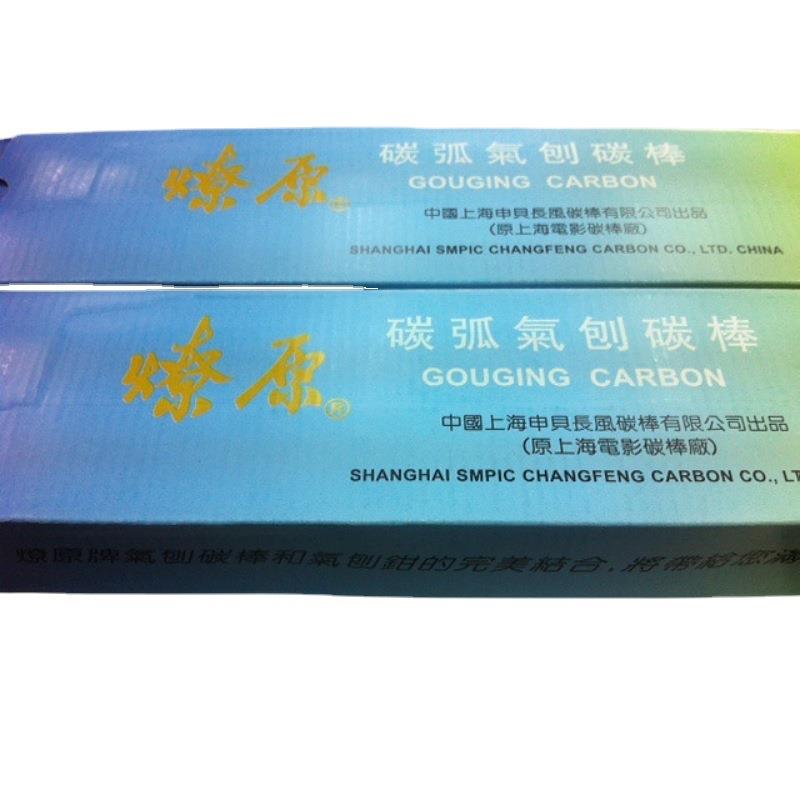 燎原®
碳弧氣刨碳棒
GOUGING CARBON
中國上海申貝長風碳棒有限公司出品
(原上海電影碳棒廠)
SHANGHAI SMPIC CHANGFENG CARBON CO., LTD. CHINA
燎原®
碳弧氣刨碳棒
GOUGING CARBON
中國上海申貝長風碳棒有限公司出品
(原上海電影碳棒廠)
SHANGHAI SMPIC CHANGFENG CARBON CO., LT
燎原牌氣刨碳棒和氣刨鉗的完美結合,將帶給您滿